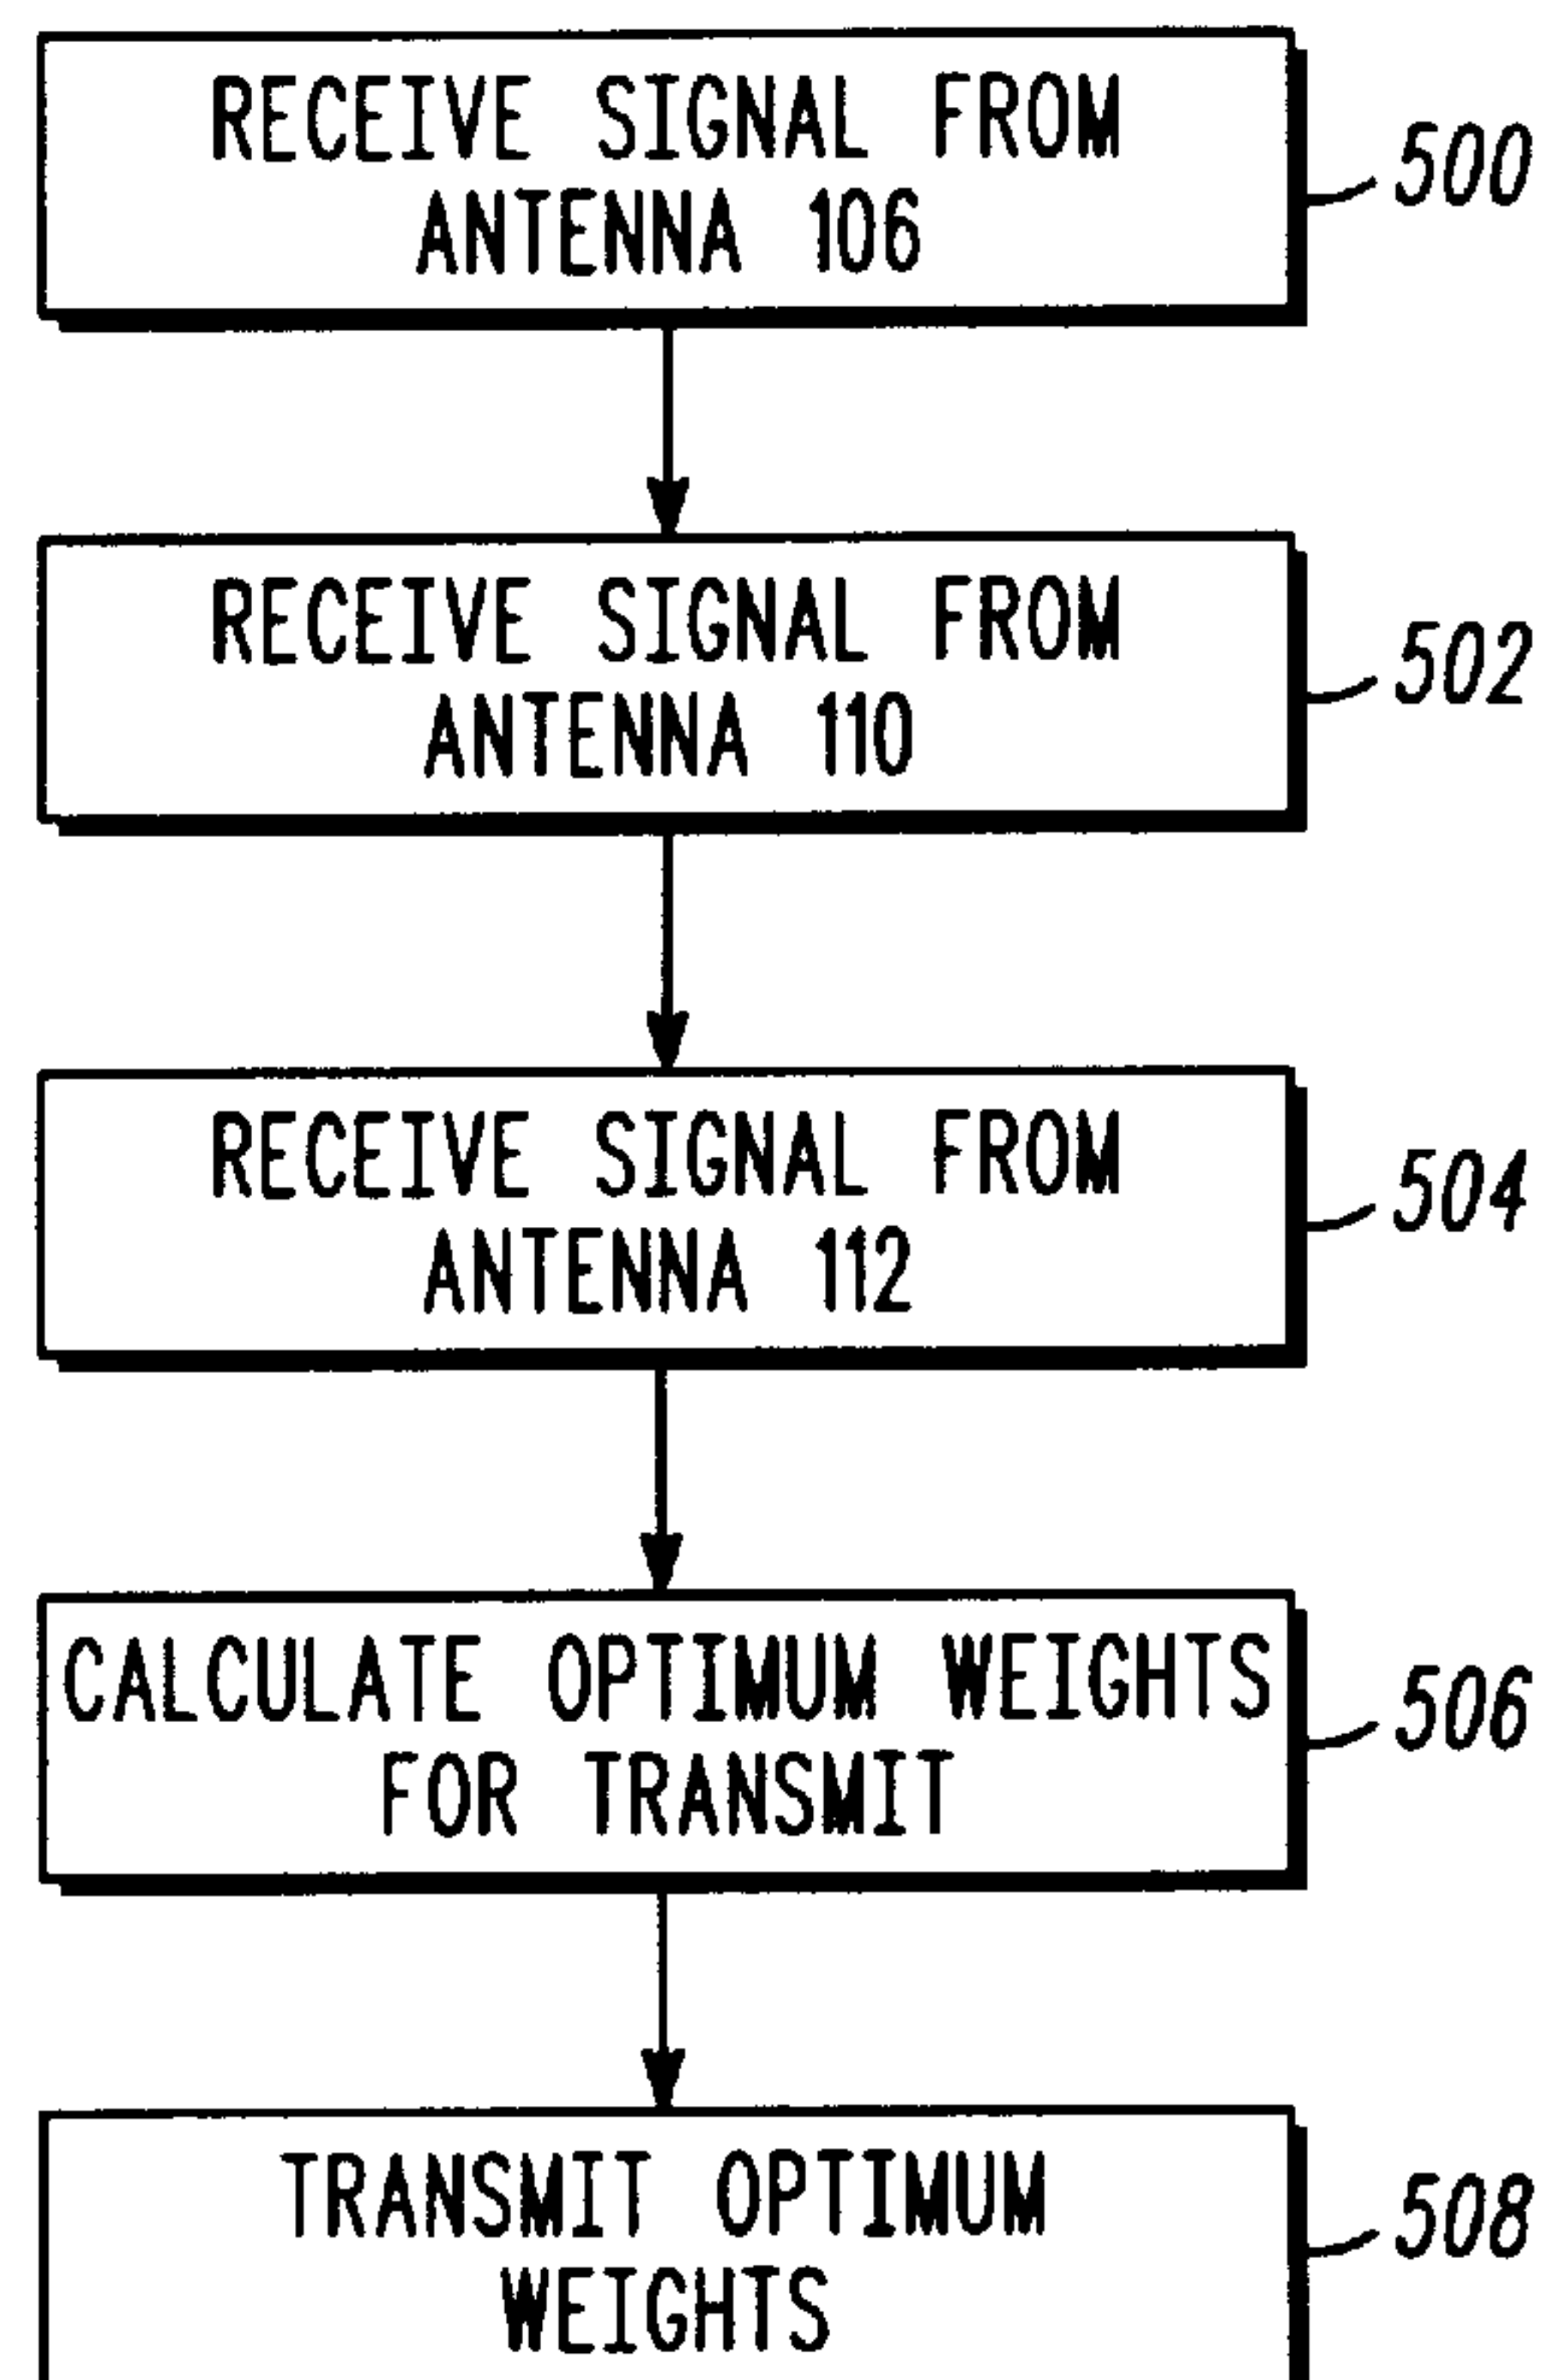 RECEIVE SIGNAL FROM
ANTENNA 106
500
RECEIVE SIGNAL FROM
ANTENNA 110
502
RECEIVE SIGNAL FROM
ANTENNA 112
504
CALCULATE OPTIMUM WEIGHTS
FOR TRANSMIT
506
TRANSMIT OPTIMUM
WEIGHTS
508